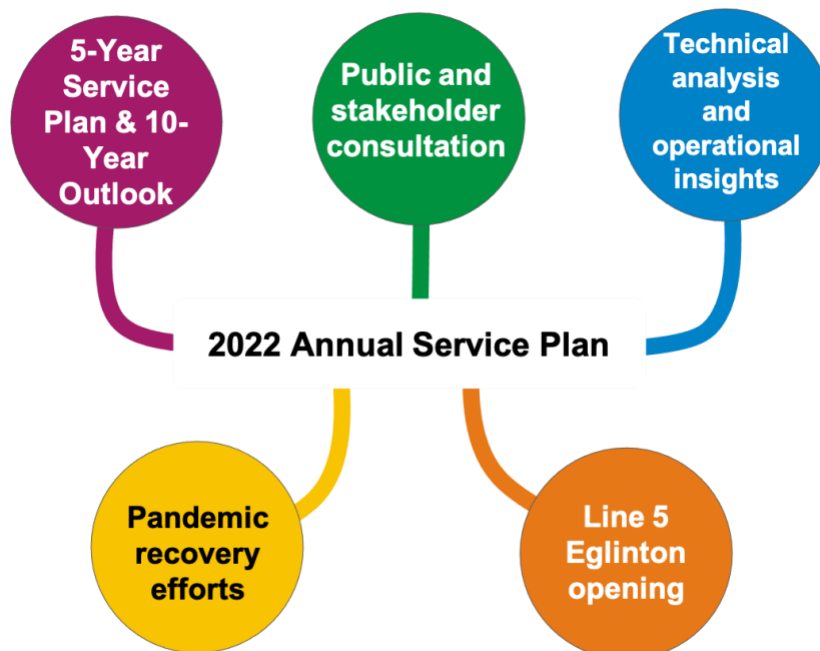 5-Year
Service
Plan & 10-
Year
Outlook
Public and
stakeholder
consultation
Technical
analysis
and
operational
insights
2022 Annual Service Plan
Pandemic
recovery
efforts
Line 5
Eglinton
opening